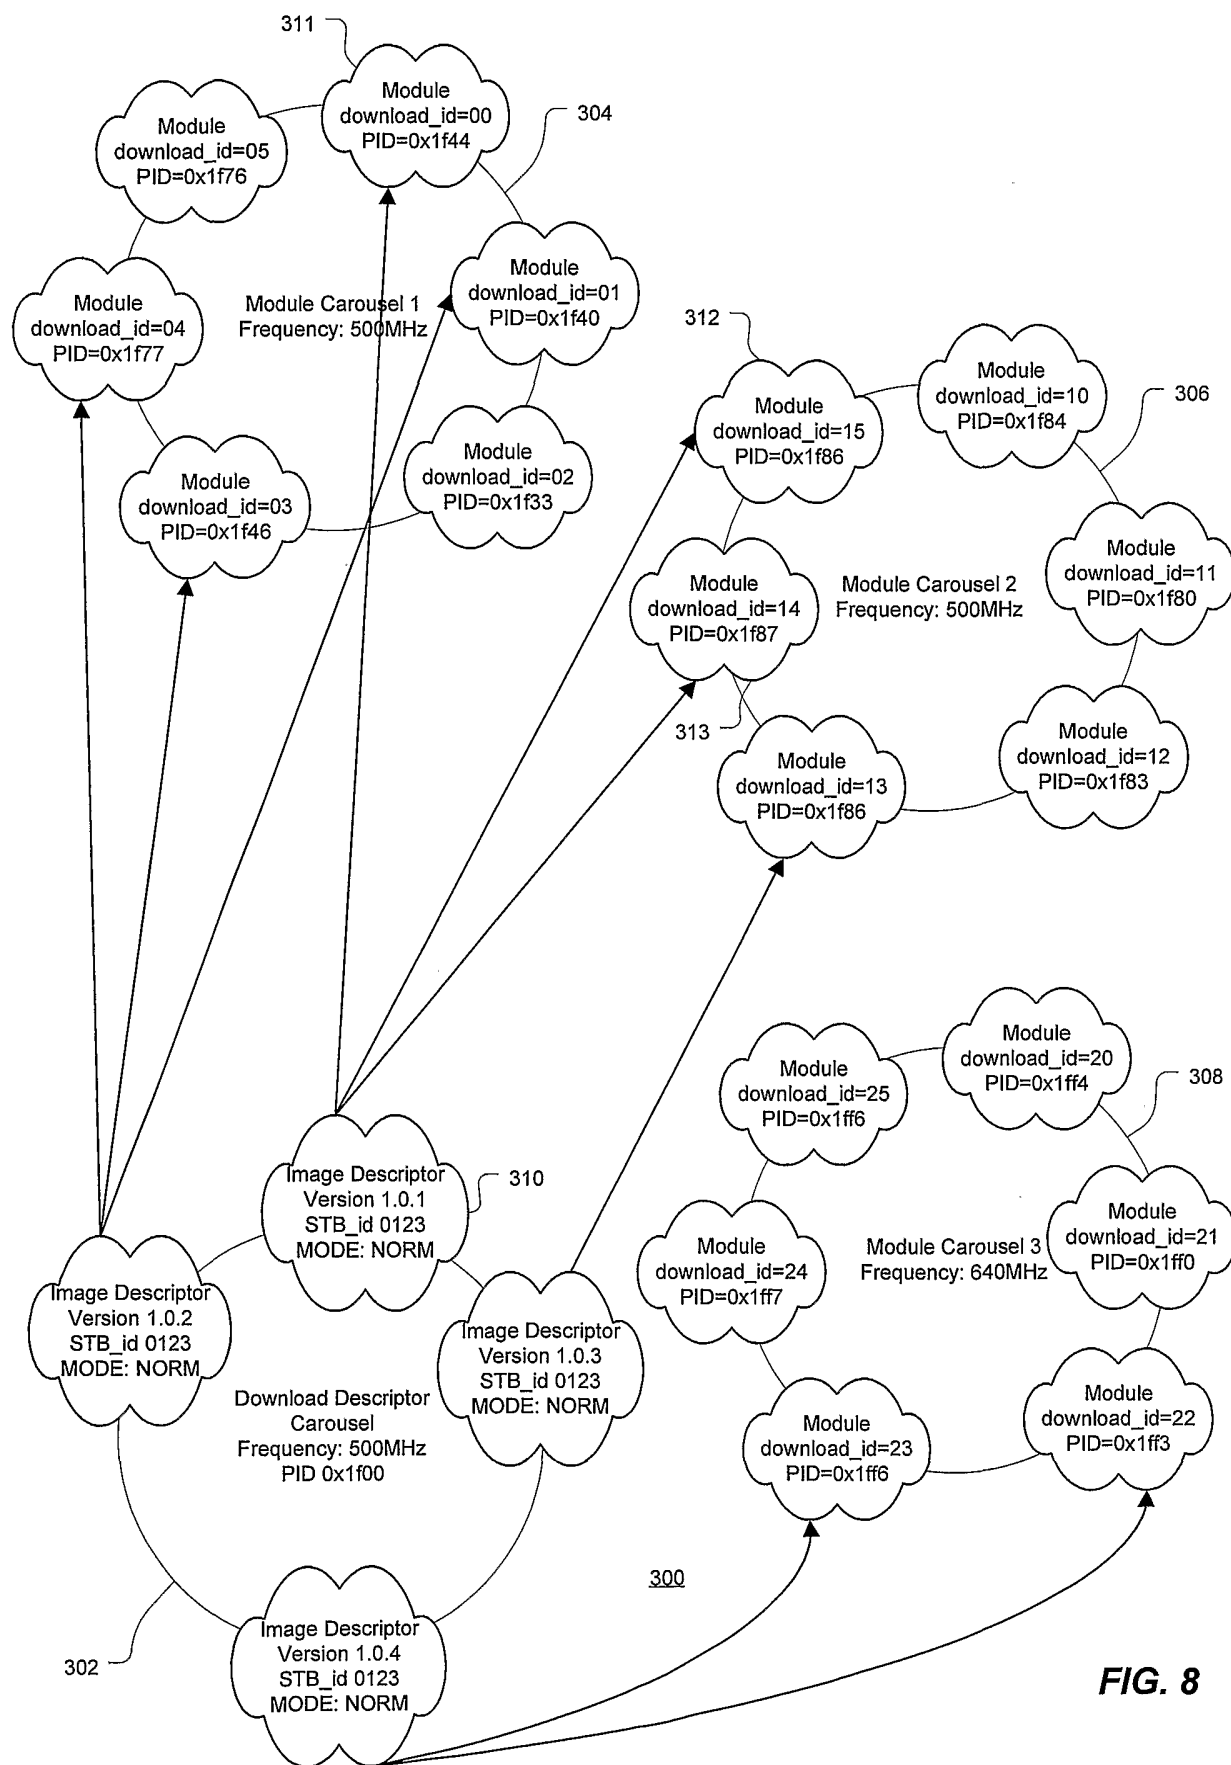 311
Module
download_id=00
PID=0x1f44
304
Module
download_id=05
PID=0x1f76
Module
download_id=01
PID=0x1f40
Module
download_id=04
PID=0x1f77
Module Carousel 1
Frequency: 500MHz
Module
download_id=02
PID=0x1f33
Module
download_id=03
PID=0x1f46
312
Module
download_id=15
PID=0x1f86
Module
download_id=10
PID=0x1f84
306
Module
download_id=14
PID=0x1f87
Module Carousel 2
Frequency: 500MHz
Module
download_id=11
PID=0x1f80
313
Module
download_id=13
PID=0x1f86
Module
download_id=12
PID=0x1f83
Module
download_id=25
PID=0x1ff6
Module
download_id=20
PID=0x1ff4
308
Module
download_id=24
PID=0x1ff7
Module Carousel 3
Frequency: 640MHz
Module
download_id=21
PID=0x1ff0
Module
download_id=23
PID=0x1ff6
Module
download_id=22
PID=0x1ff3
Image Descriptor
Version 1.0.1
STB_id 0123
MODE: NORM
310
Image Descriptor
Version 1.0.2
STB_id 0123
MODE: NORM
Image Descriptor
Version 1.0.3
STB_id 0123
MODE: NORM
Download Descriptor
Carousel
Frequency: 500MHz
PID 0x1f00
302
Image Descriptor
Version 1.0.4
STB_id 0123
MODE: NORM
300
FIG. 8